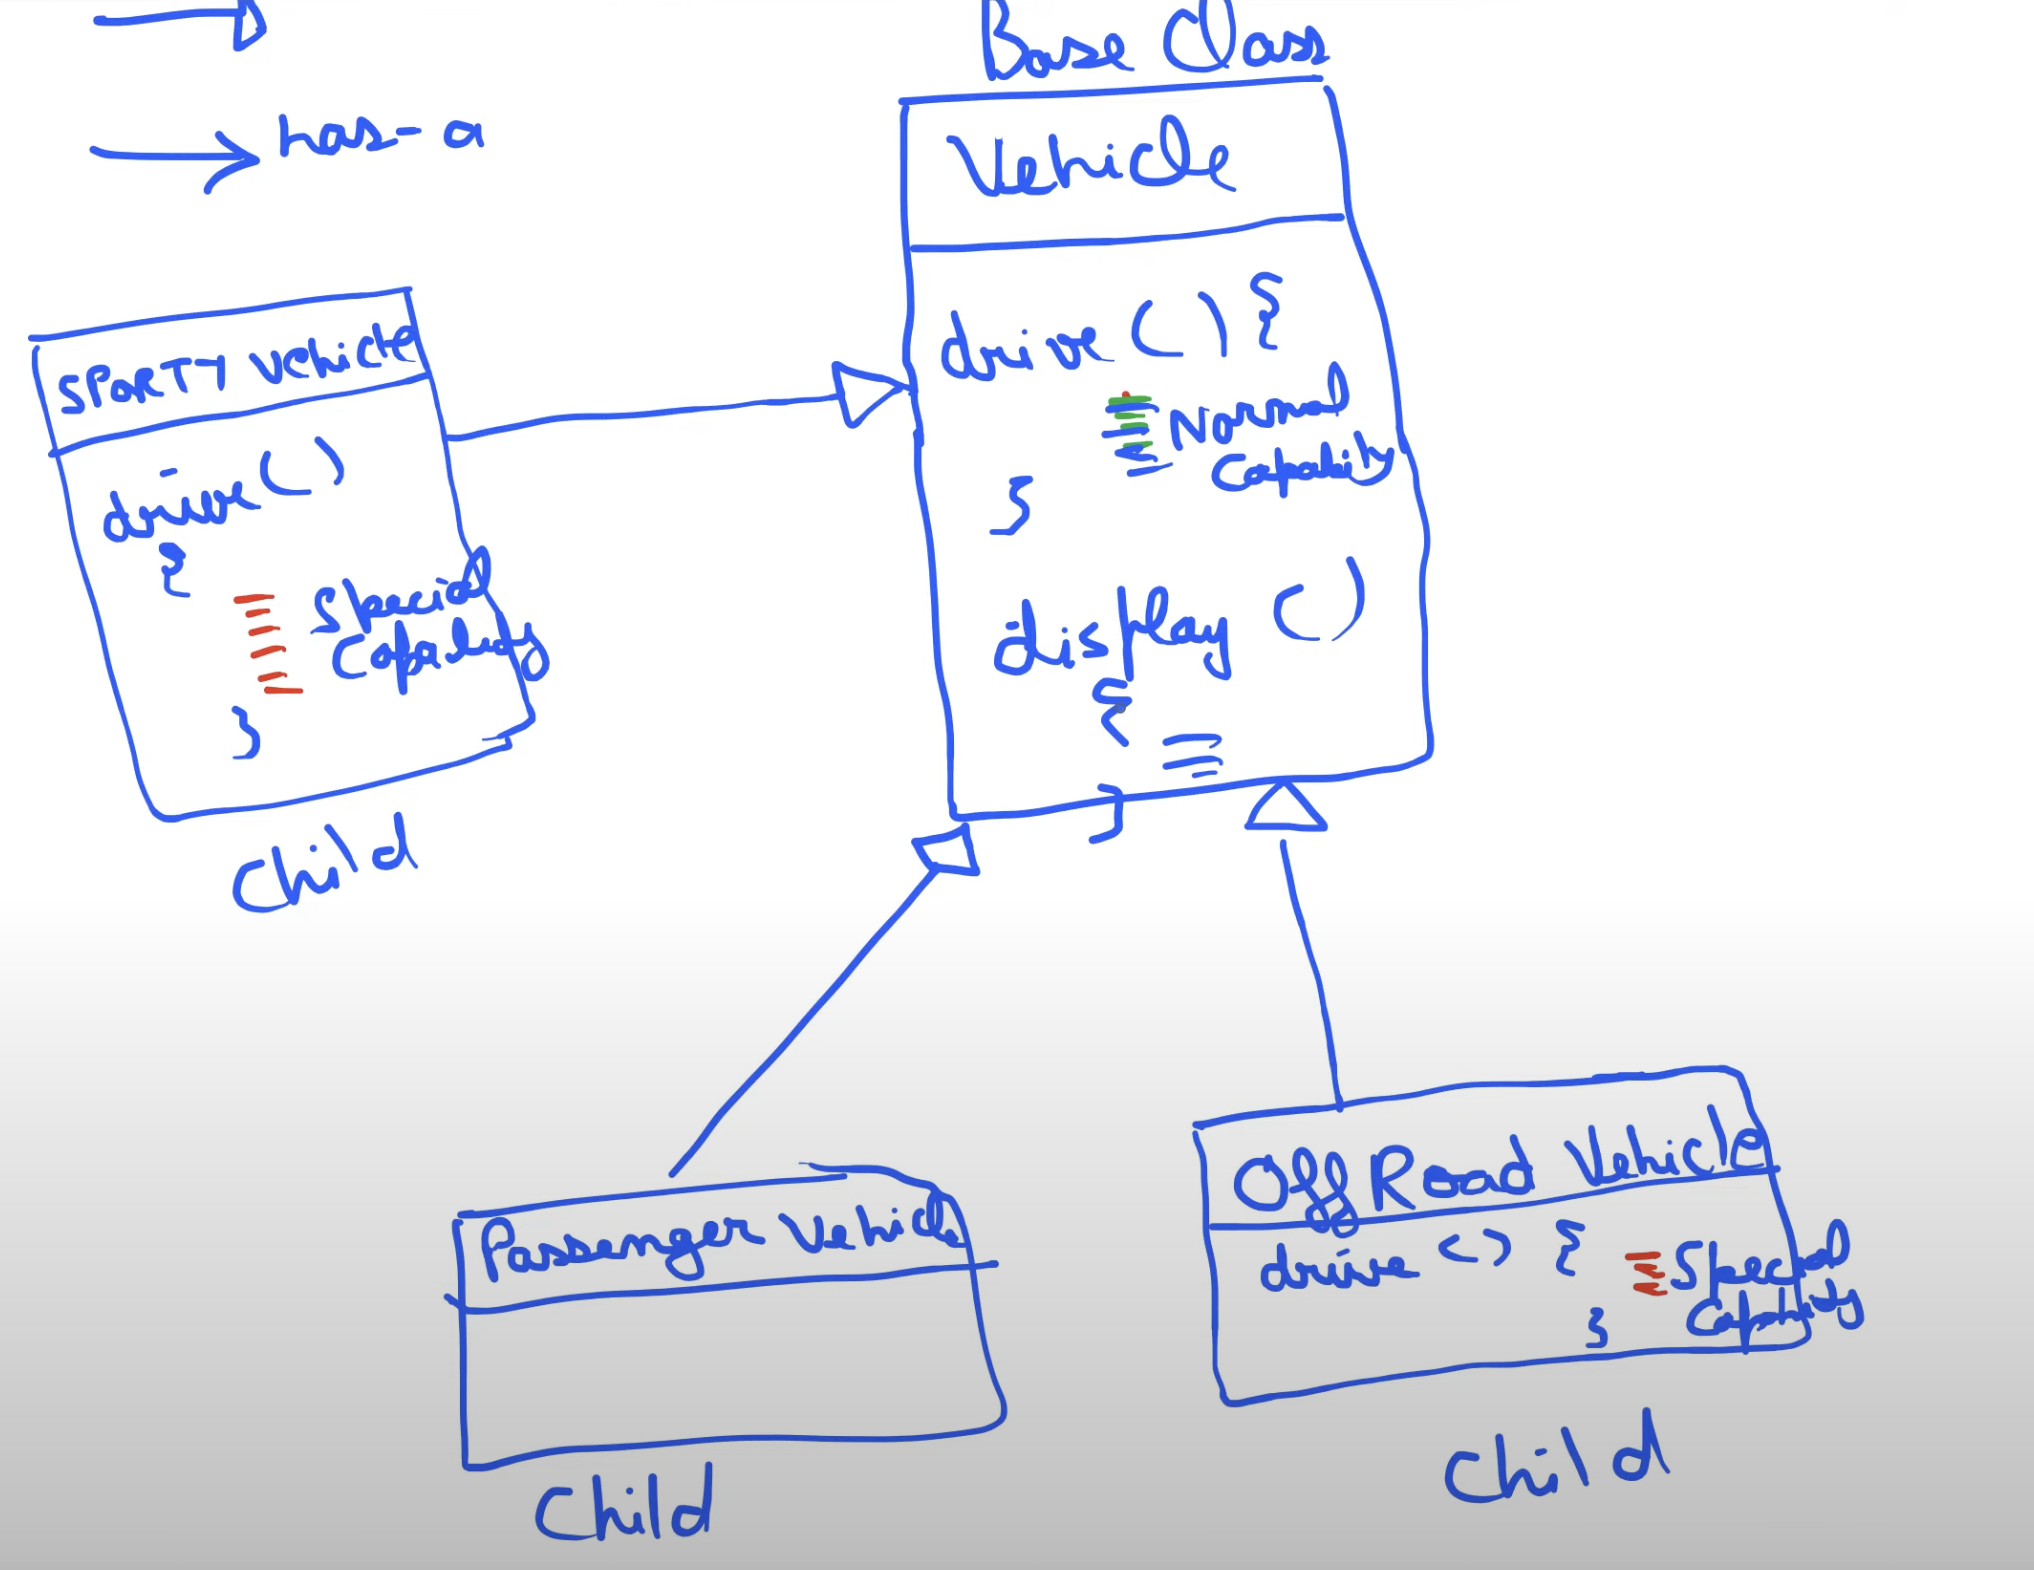 Base Class
has-a
Vehicle
drive () {
Normal
Capability
}
display ()
{
}
SPORTY Vehicle
drive ()
{
Special
Capability
}
Child
Passenger Vehicle
Child
Off Road Vehicle
drive () {
Special
Capability
}
Child